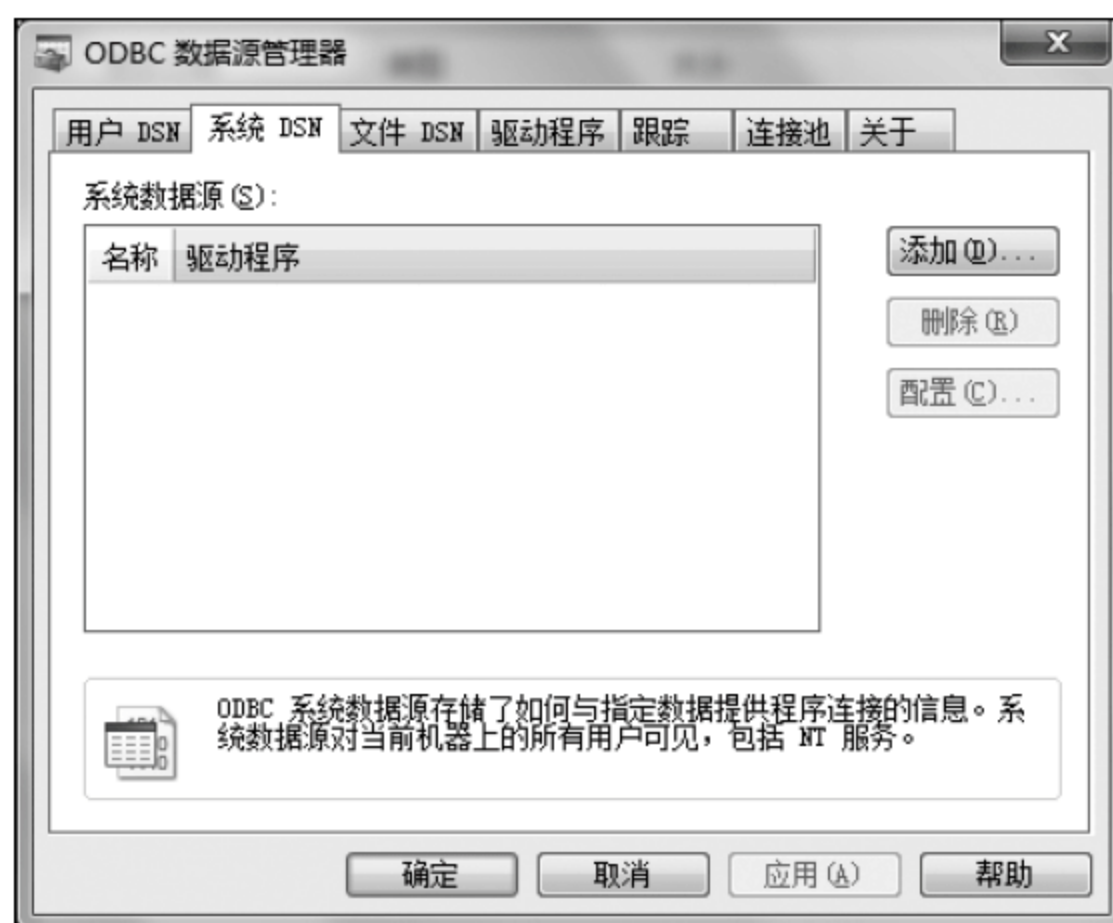 ODBC 数据源管理器
用户 DSN 系统 DSN 文件 DSN 驱动程序 跟踪 连接池 关于
系统数据源(S):
名称 驱动程序
添加(D)...
删除(R)
配置(C)...
ODBC 系统数据源存储了如何与指定数据提供程序连接的信息。系
统数据源对当前机器上的所有用户可见,包括 NT 服务。
确定 取消 应用(A) 帮助